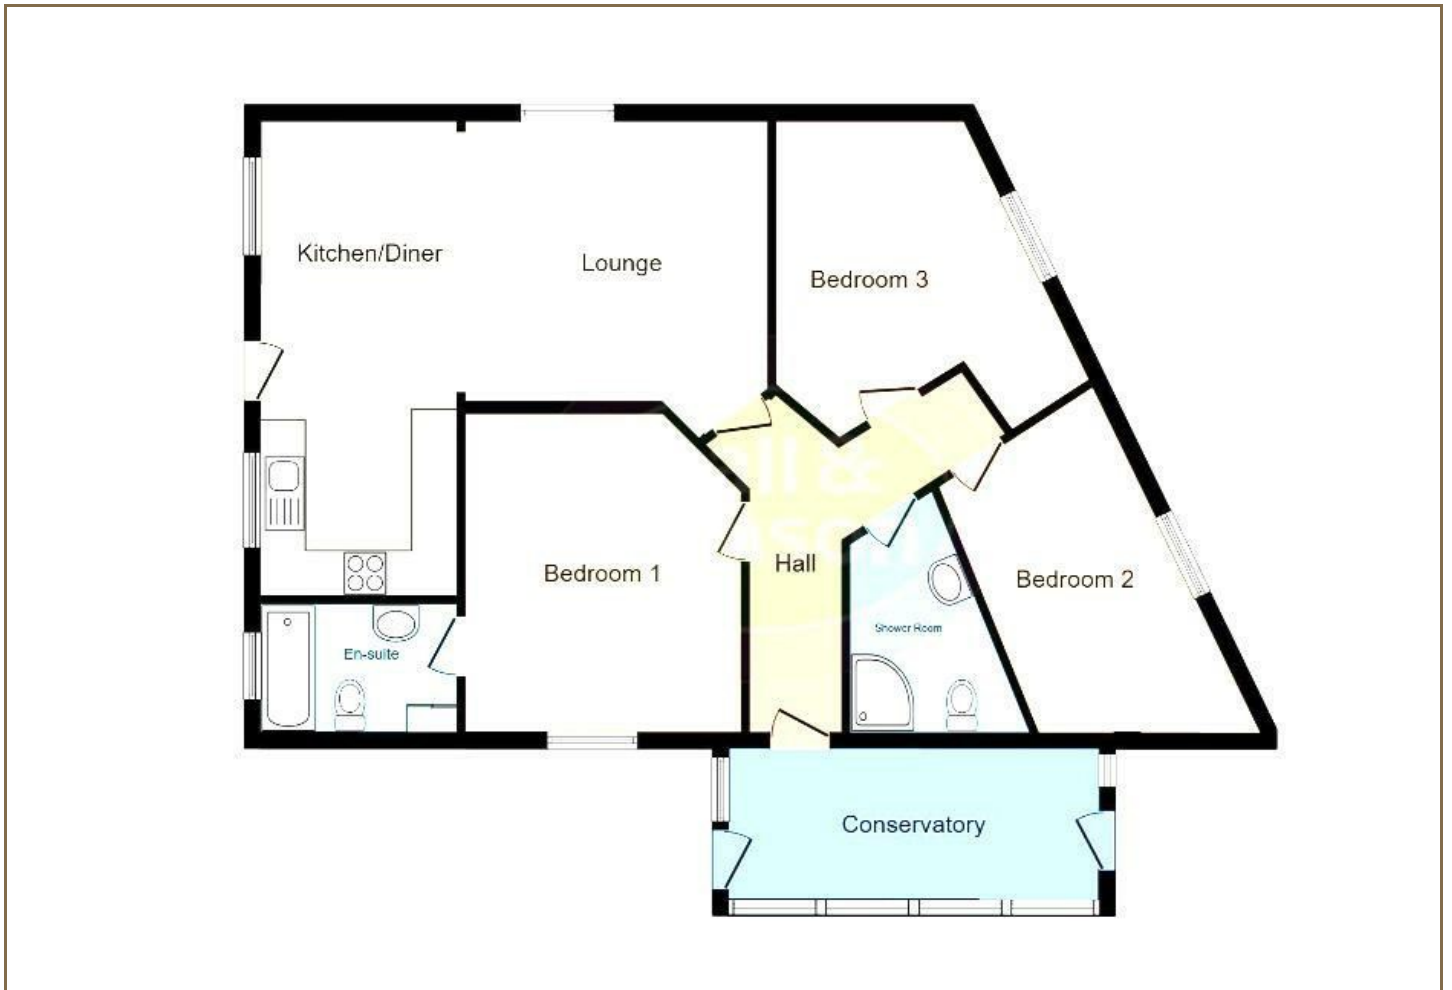 Kitchen/Diner
Lounge
Bedroom 3
Bedroom 1
Hall
Bedroom 2
Shower Room
En-suite
Conservatory